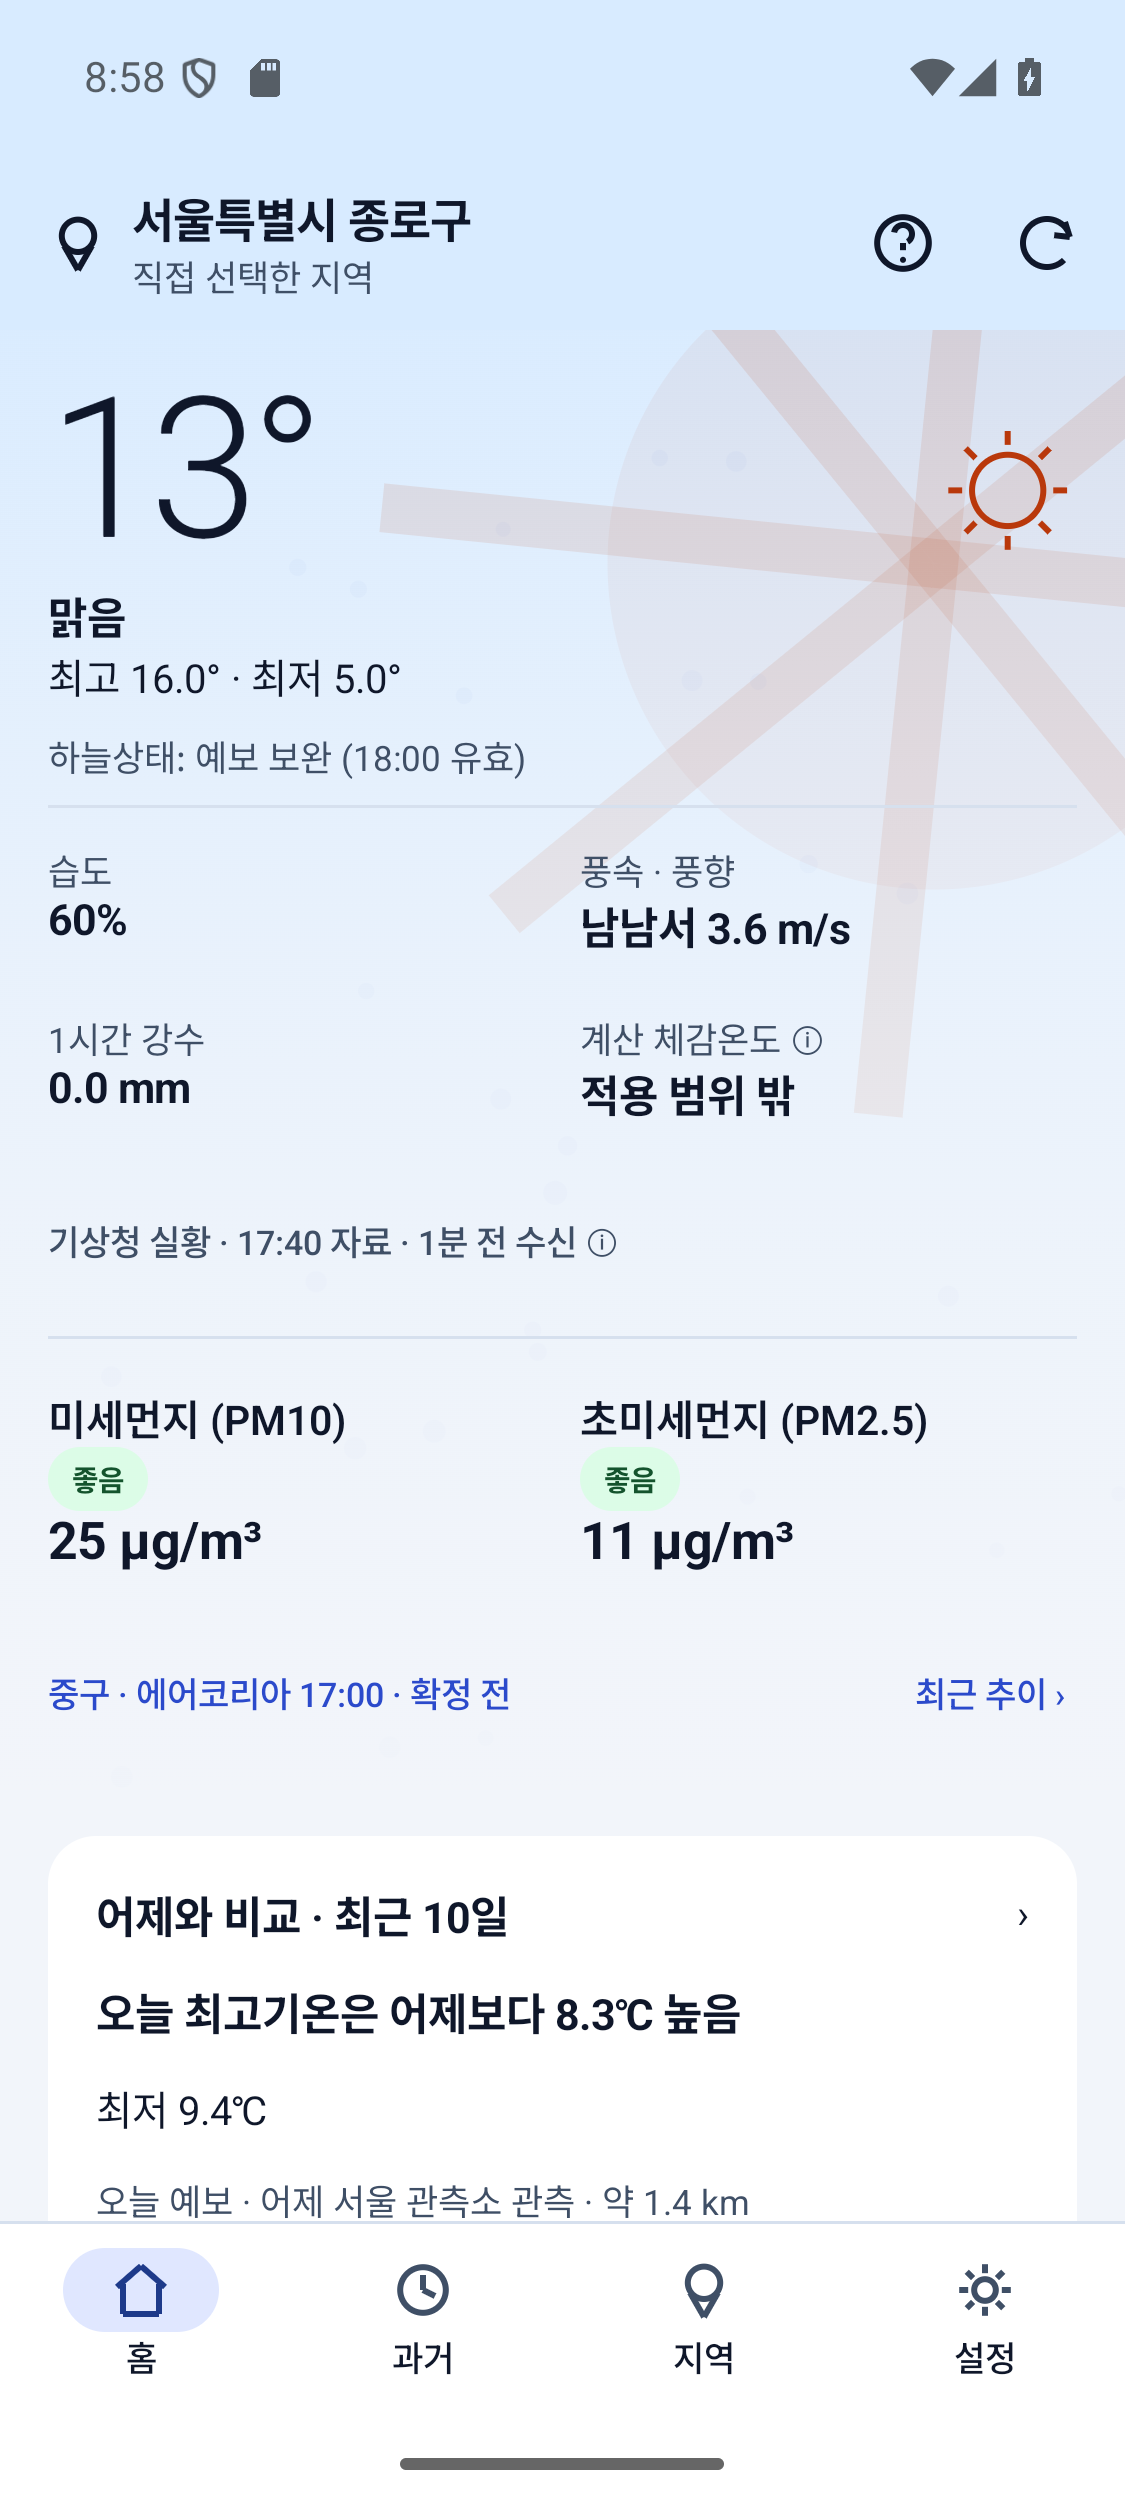 8:58
서울특별시 종로구
직접 선택한 지역
13°
맑음
최고 16.0° · 최저 5.0°
하늘상태: 예보 보완 (18:00 유효)
습도
60%
풍속 · 풍향
남남서 3.6 m/s
1시간 강수
0.0 mm
계산 체감온도 ⓘ
적용 범위 밖
기상청 실황 · 17:40 자료 · 1분 전 수신 ⓘ
미세먼지 (PM10)
좋음
25 µg/m³
초미세먼지 (PM2.5)
좋음
11 µg/m³
중구 · 에어코리아 17:00 · 확정 전
최근 추이 ›
어제와 비교 · 최근 10일 ›
오늘 최고기온은 어제보다 8.3℃ 높음
최저 9.4℃
오늘 예보 · 어제 서울 관측소 관측 · 약 1.4 km
홈
과거
지역
설정